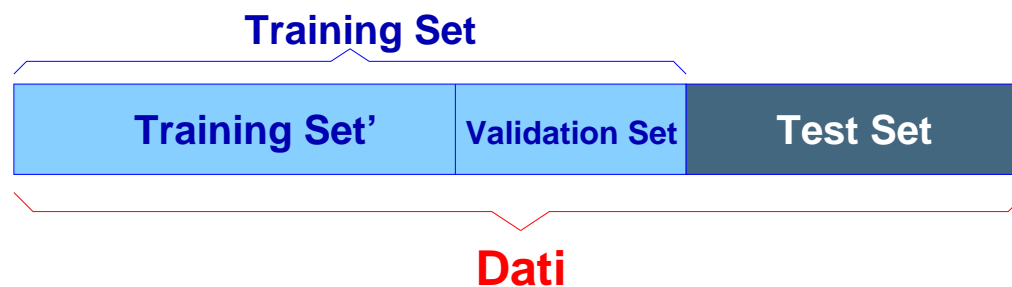 Training Set
Training Set’
Validation Set
Test Set
Dati